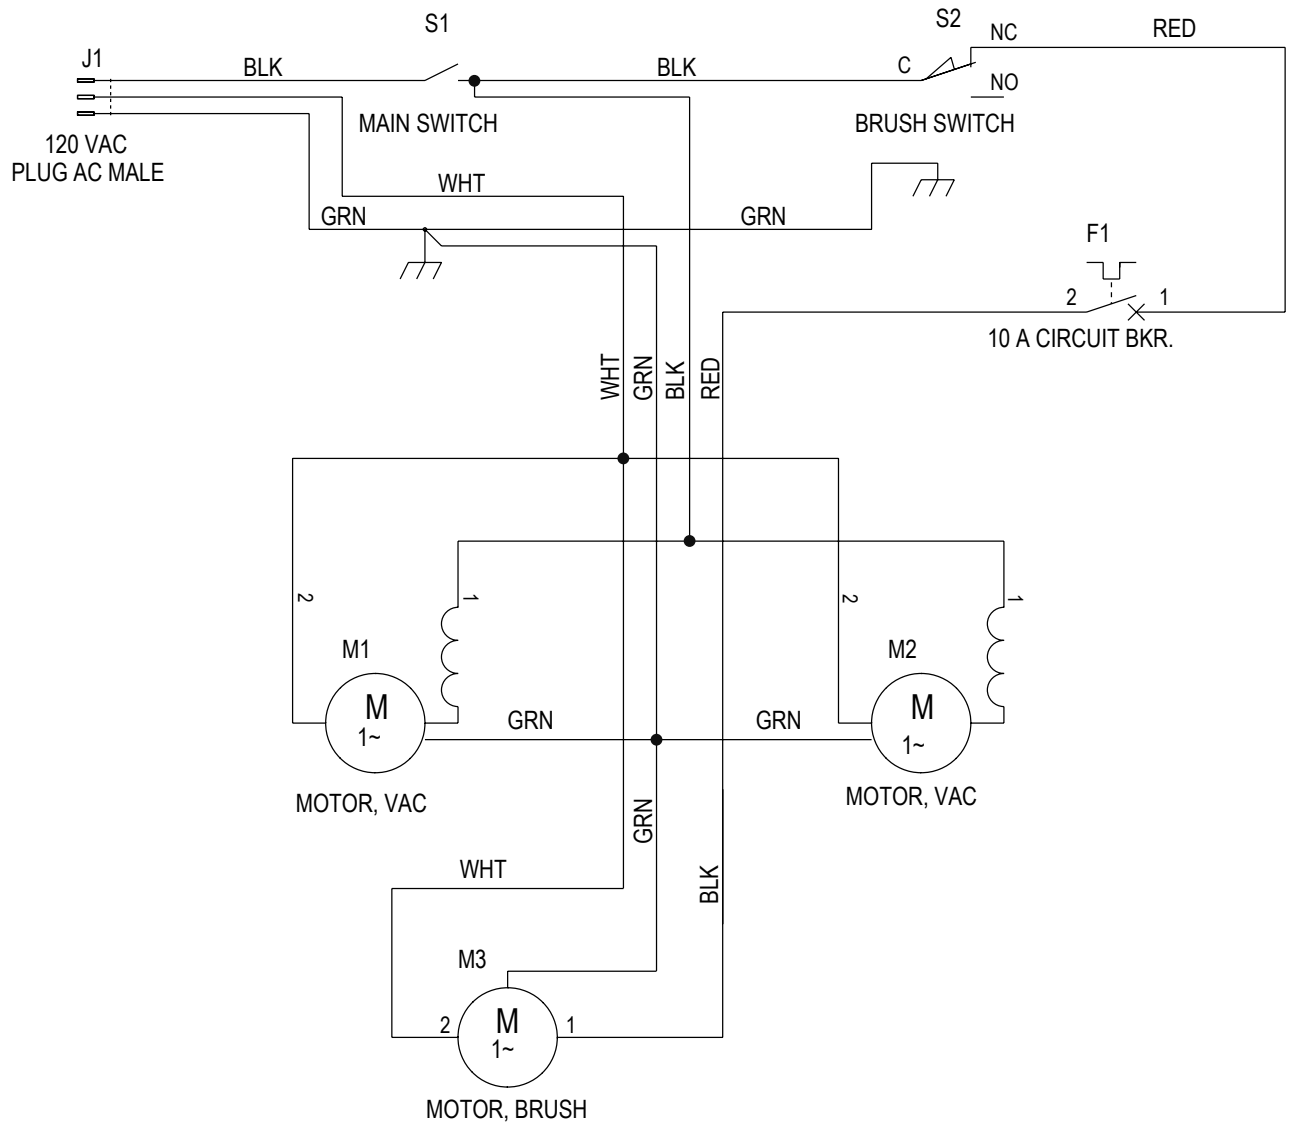 S1
S2
NC
RED
J1
BLK
BLK
C
NO
MAIN SWITCH
BRUSH SWITCH
120 VAC
PLUG AC MALE
WHT
GRN
GRN
F1
2
1
10 A CIRCUIT BKR.
WHT
GRN
BLK
RED
2
1
2
1
M1
M2
M
1~
M
1~
GRN
GRN
MOTOR, VAC
MOTOR, VAC
GRN
WHT
BLK
M3
2
M
1~
1
MOTOR, BRUSH